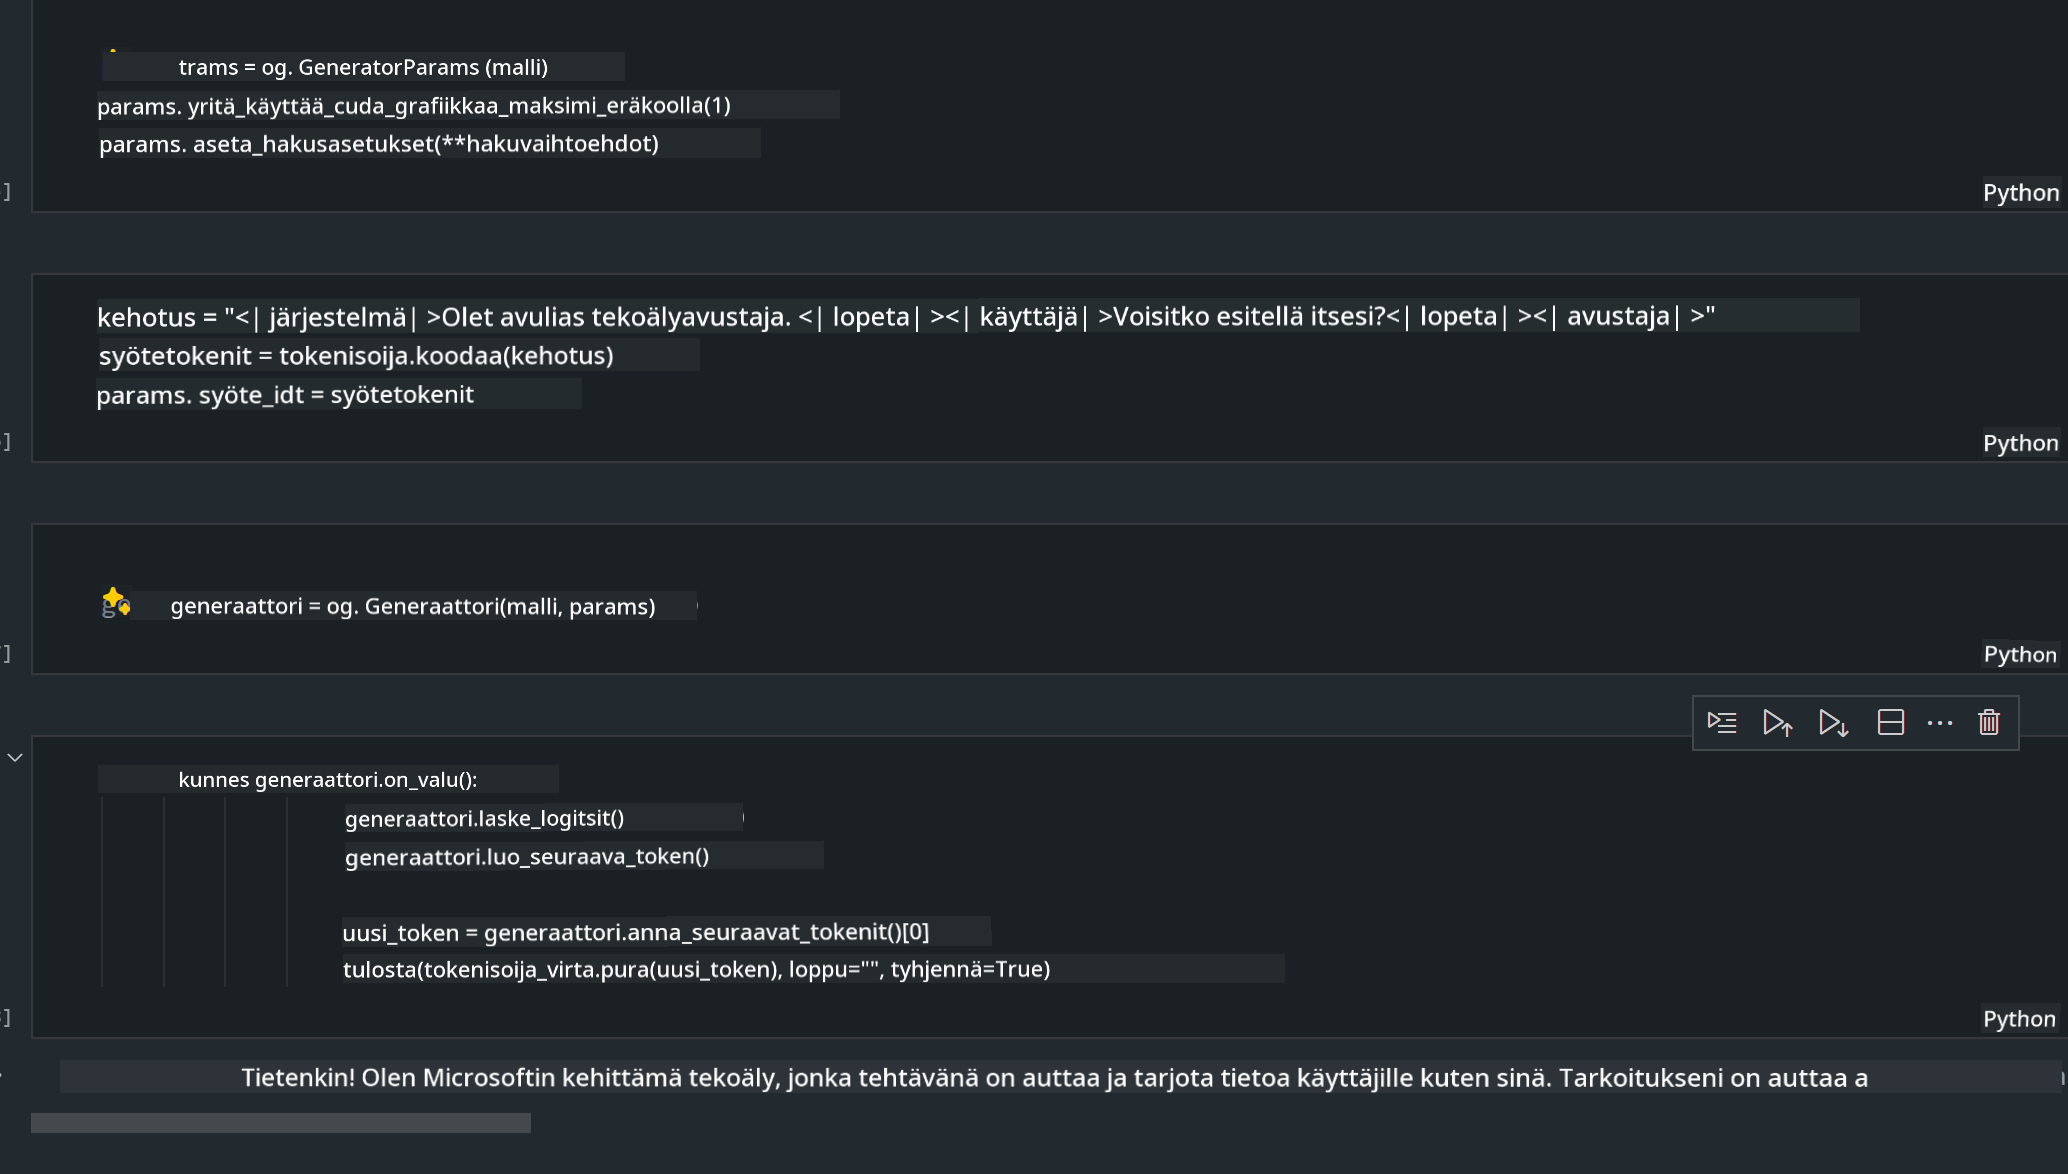 trams = og. GeneratorParams (malli)
params. yritä_käyttää_cuda_grafiikkaa_maksimi_eräkoolla(1)
params. aseta_hakusasetukset(**hakuvaihtoehdot)
]
Python
kehotus = "<| järjestelmä| >Olet avulias tekoälyavustaja. <| lopeta| ><| käyttäjä| >Voisitko esitellä itsesi?<| lopeta| ><| avustaja| >"
syötetokenit = tokenisoija.koodaa(kehotus)
params. syöte_idt = syötetokenit
]
Python
generaattori = og. Generaattori(malli, params)
]
Python
kunnes generaattori.on_valu():
generaattori.laske_logitsit()
generaattori.luo_seuraava_token()
uusi_token = generaattori.anna_seuraavat_tokenit()[0]
tulosta(tokenisoija_virta.pura(uusi_token), loppu="", tyhjennä=True)
]
Python
Tietenkin! Olen Microsoftin kehittämä tekoäly, jonka tehtävänä on auttaa ja tarjota tietoa käyttäjille kuten sinä. Tarkoitukseni on auttaa a